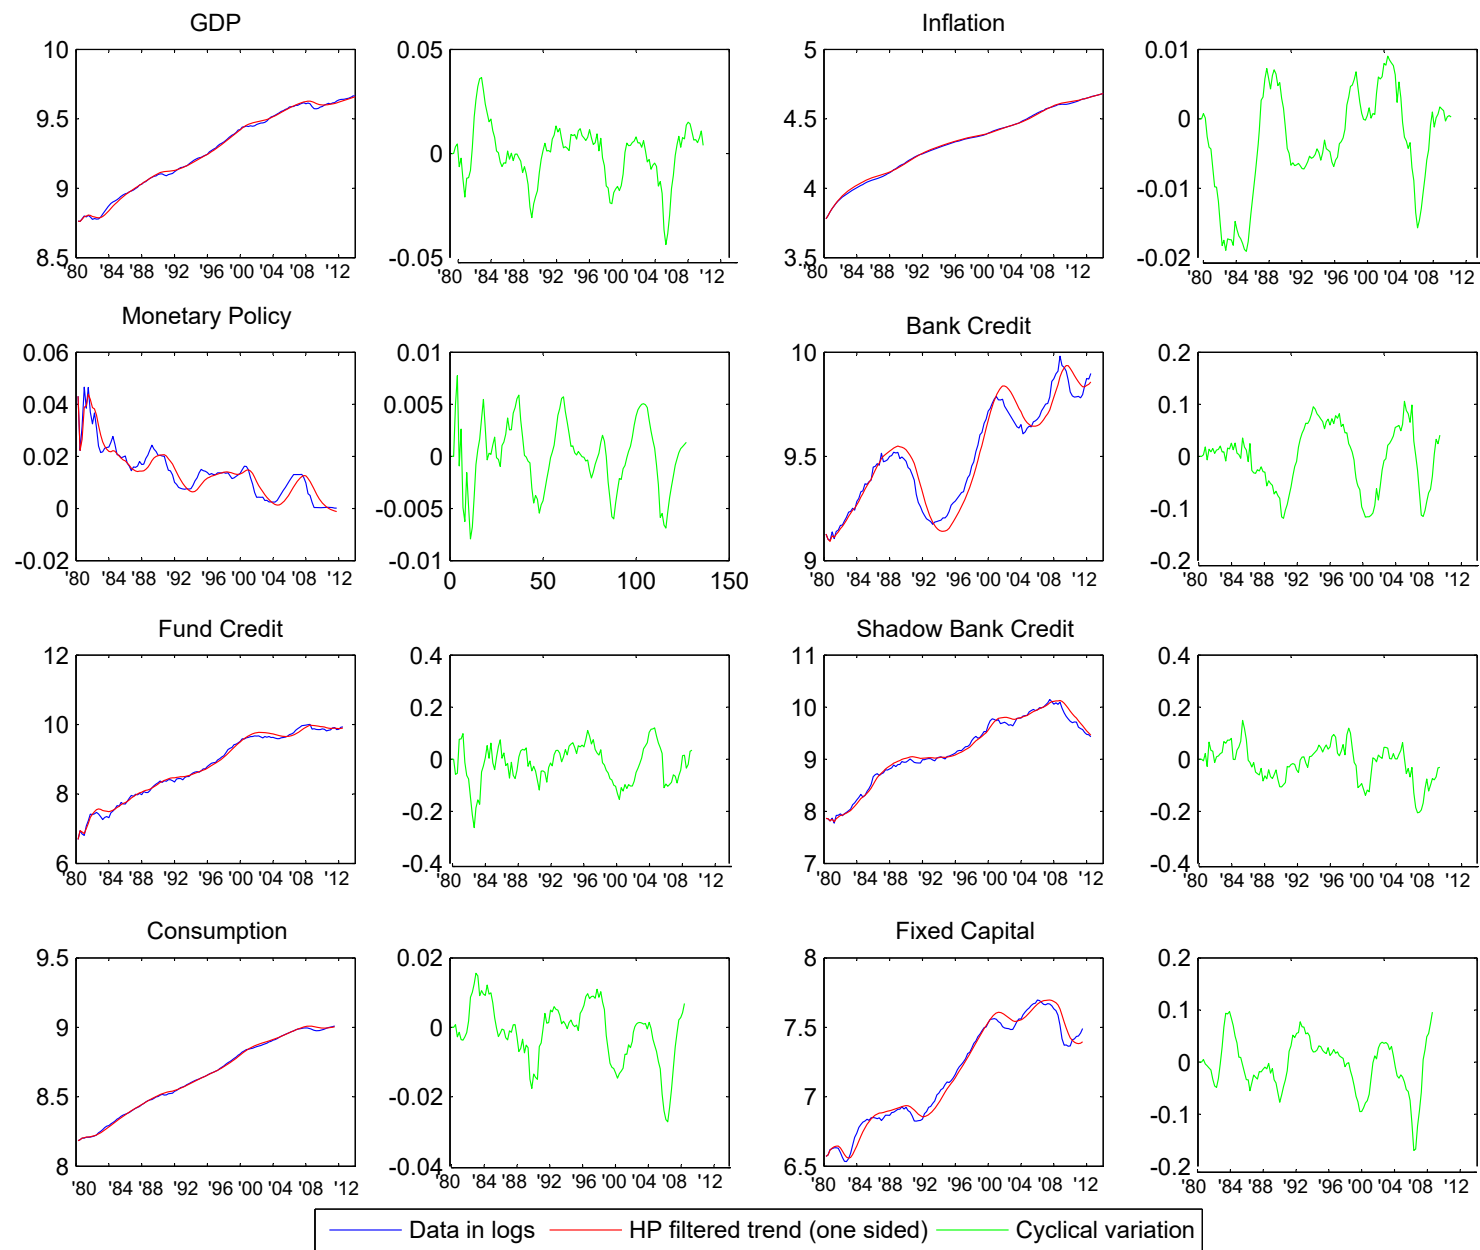 GDP
10
9.5
9
8.5
'80 '84 '88 '92 '96 '00 '04 '08 '12
0.05
0
-0.05
'80 '84 '88 '92 '96 '00 '04 '08 '12
Inflation
5
4.5
4
3.5
'80 '84 '88 '92 '96 '00 '04 '08 '12
0.01
0
-0.01
-0.02
'80 '84 '88 '92 '96 '00 '04 '08 '12
Monetary Policy
0.06
0.04
0.02
0
-0.02
'80 '84 '88 '92 '96 '00 '04 '08 '12
0.01
0.005
0
-0.005
-0.01
0 50 100 150
Bank Credit
10
9.5
9
'80 '84 '88 '92 '96 '00 '04 '08 '12
0.2
0.1
0
-0.1
-0.2
'80 '84 '88 '92 '96 '00 '04 '08 '12
Fund Credit
12
10
8
6
'80 '84 '88 '92 '96 '00 '04 '08 '12
0.4
0.2
0
-0.2
-0.4
'80 '84 '88 '92 '96 '00 '04 '08 '12
Shadow Bank Credit
11
10
9
8
7
'80 '84 '88 '92 '96 '00 '04 '08 '12
0.4
0.2
0
-0.2
-0.4
'80 '84 '88 '92 '96 '00 '04 '08 '12
Consumption
9.5
9
8.5
8
'80 '84 '88 '92 '96 '00 '04 '08 '12
0.02
0
-0.02
-0.04
'80 '84 '88 '92 '96 '00 '04 '08 '12
Fixed Capital
8
7.5
7
6.5
'80 '84 '88 '92 '96 '00 '04 '08 '12
0.2
0.1
0
-0.1
-0.2
'80 '84 '88 '92 '96 '00 '04 '08 '12
Data in logs HP filtered trend (one sided) Cyclical variation